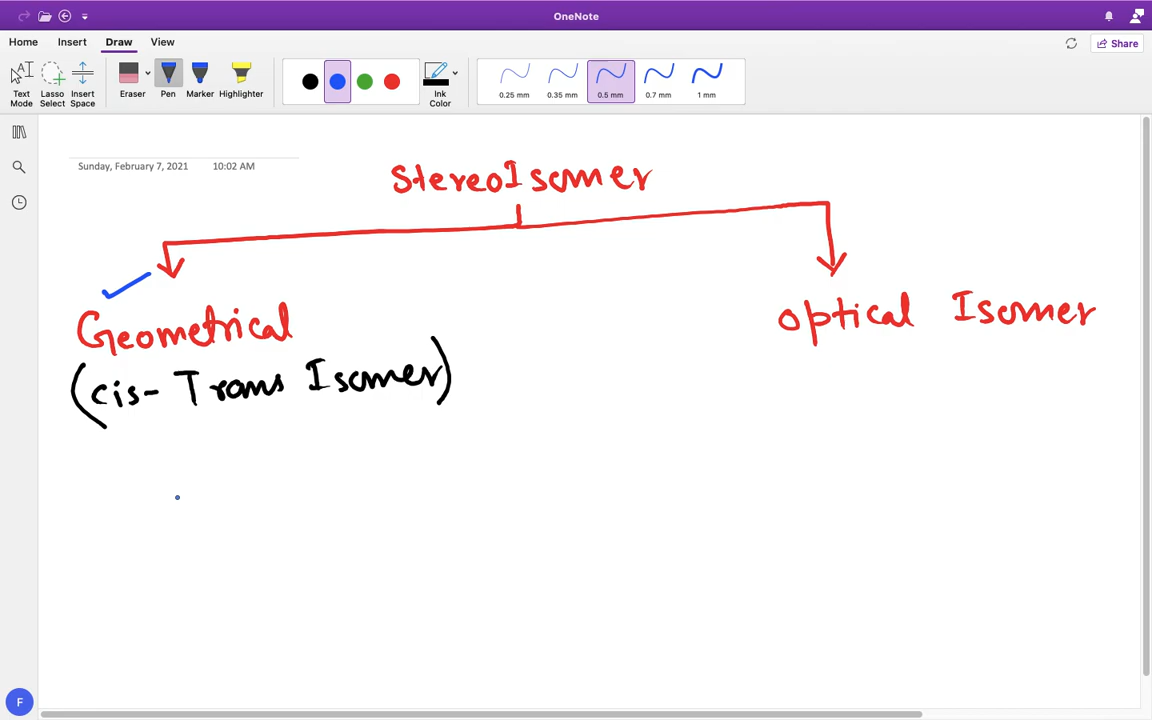 OneNote
Home Insert Draw View
Share
Text Mode Lasso Select Insert Space Eraser Pen Marker Highlighter Ink Color 0.25 mm 0.35 mm 0.5 mm 0.7 mm 1 mm
Sunday, February 7, 2021 10:02 AM
StereoIsomer
Geometrical
optical Isomer
(cis- Trans Isomer)
F